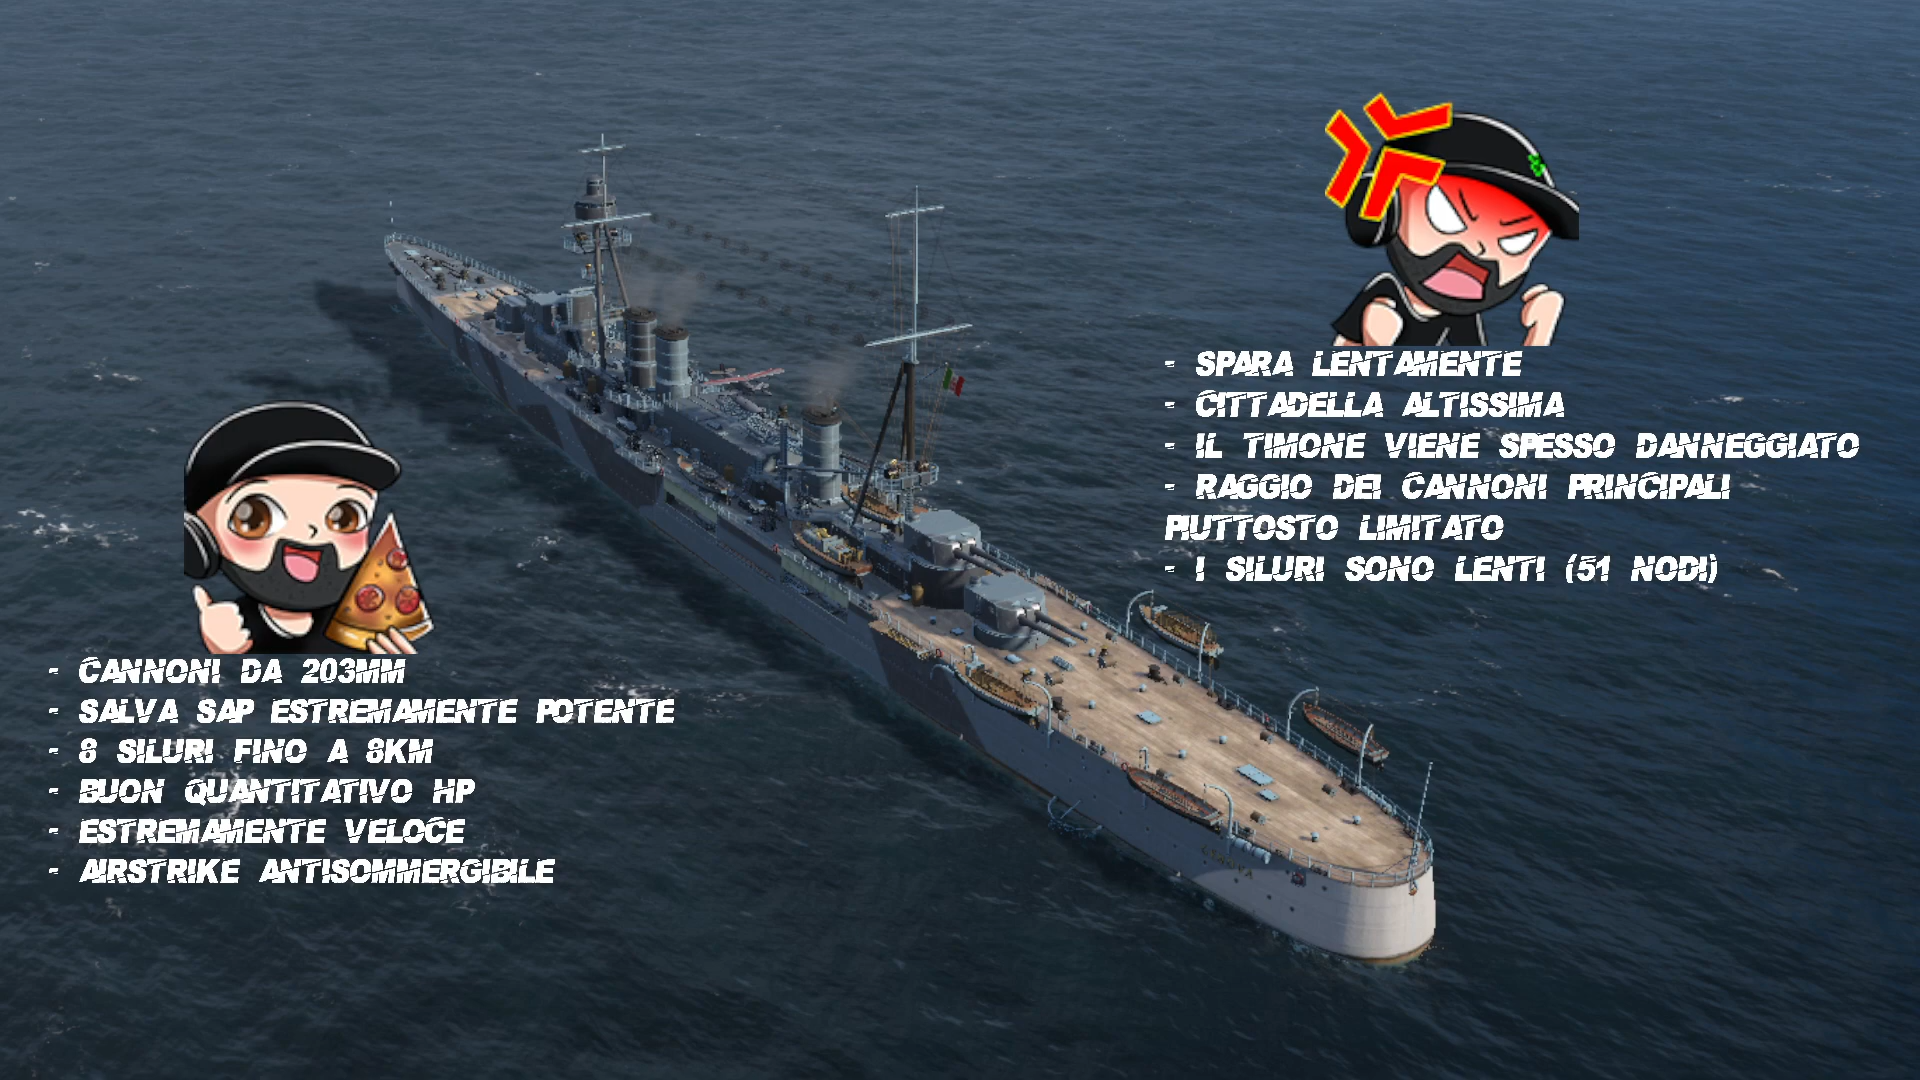 - CANNONI DA 203MM
- SALVA SAP ESTREMAMENTE POTENTE
- 8 SILURI FINO A 8KM
- BUON QUANTITATIVO HP
- ESTREMAMENTE VELOCE
- AIRSTRIKE ANTISOMMERGIBILE
- SPARA LENTAMENTE
- CITTADELLA ALTISSIMA
- IL TIMONE VIENE SPESSO DANNEGGIATO
- RAGGIO DEI CANNONI PRINCIPALI
PIUTTOSTO LIMITATO
- I SILURI SONO LENTI (51 NODI)